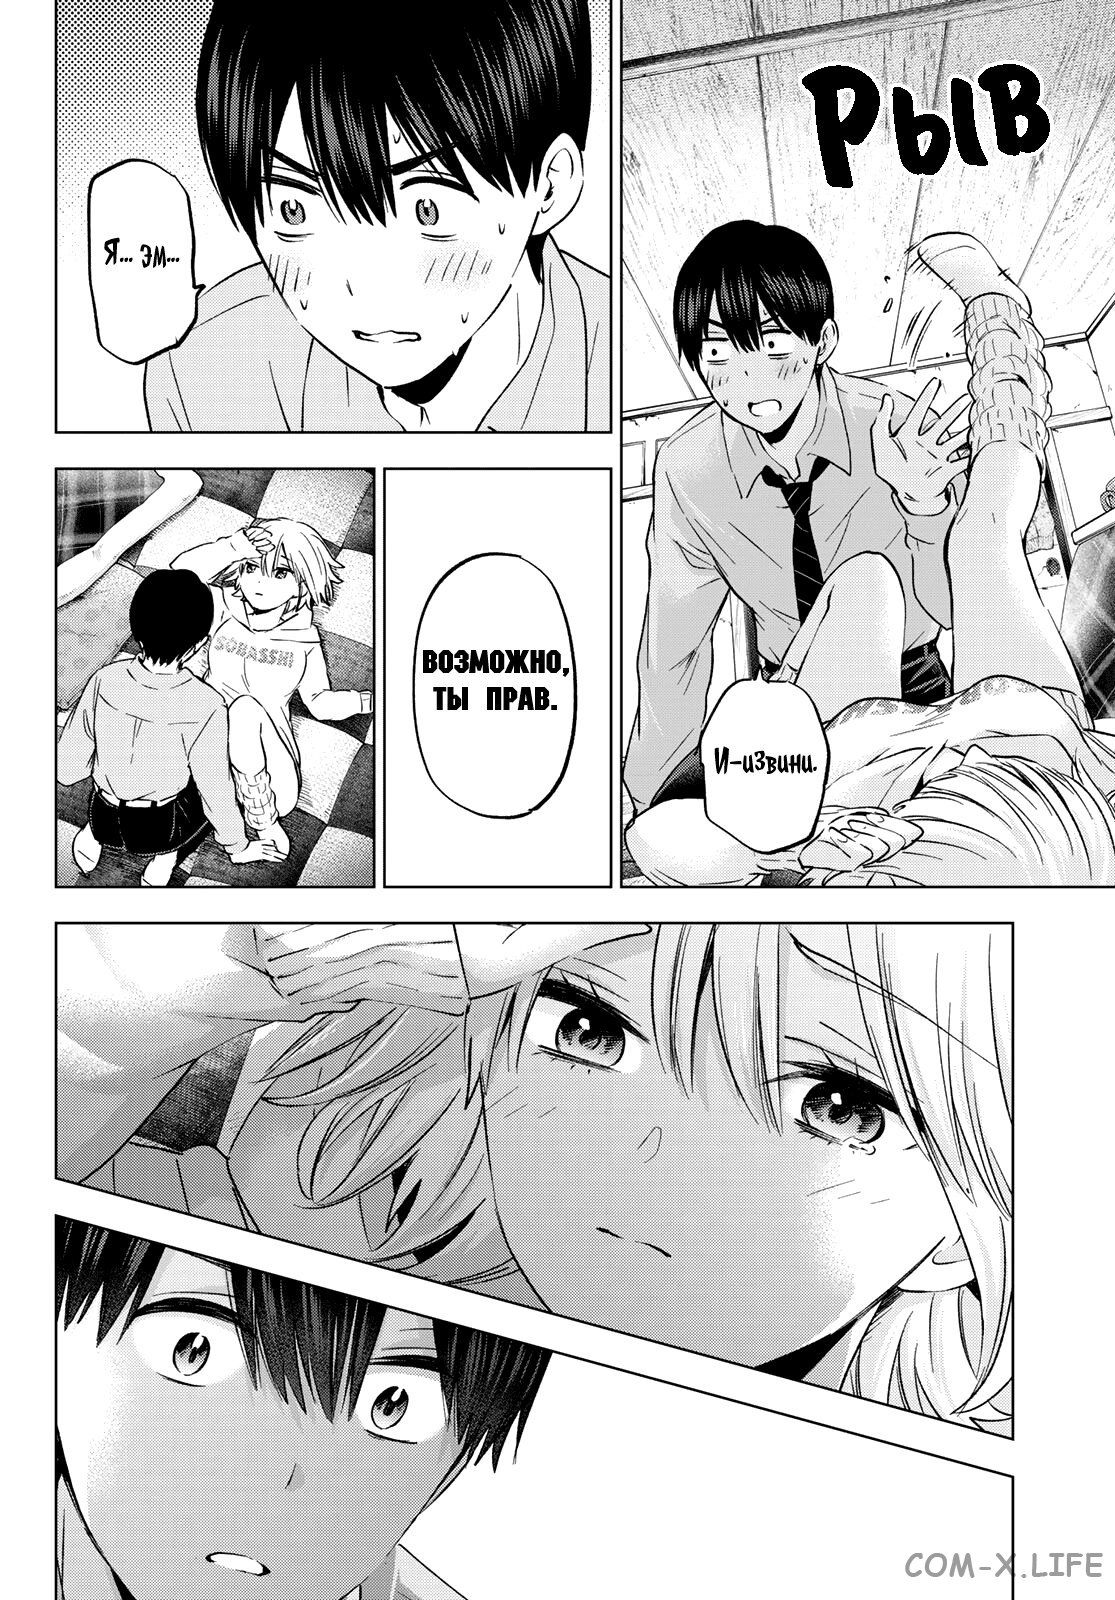 Рыв
И-извини.
Я... эм...
ВОЗМОЖНО,
ТЫ ПРАВ.
SOBASSHI
COM-X.LIFE